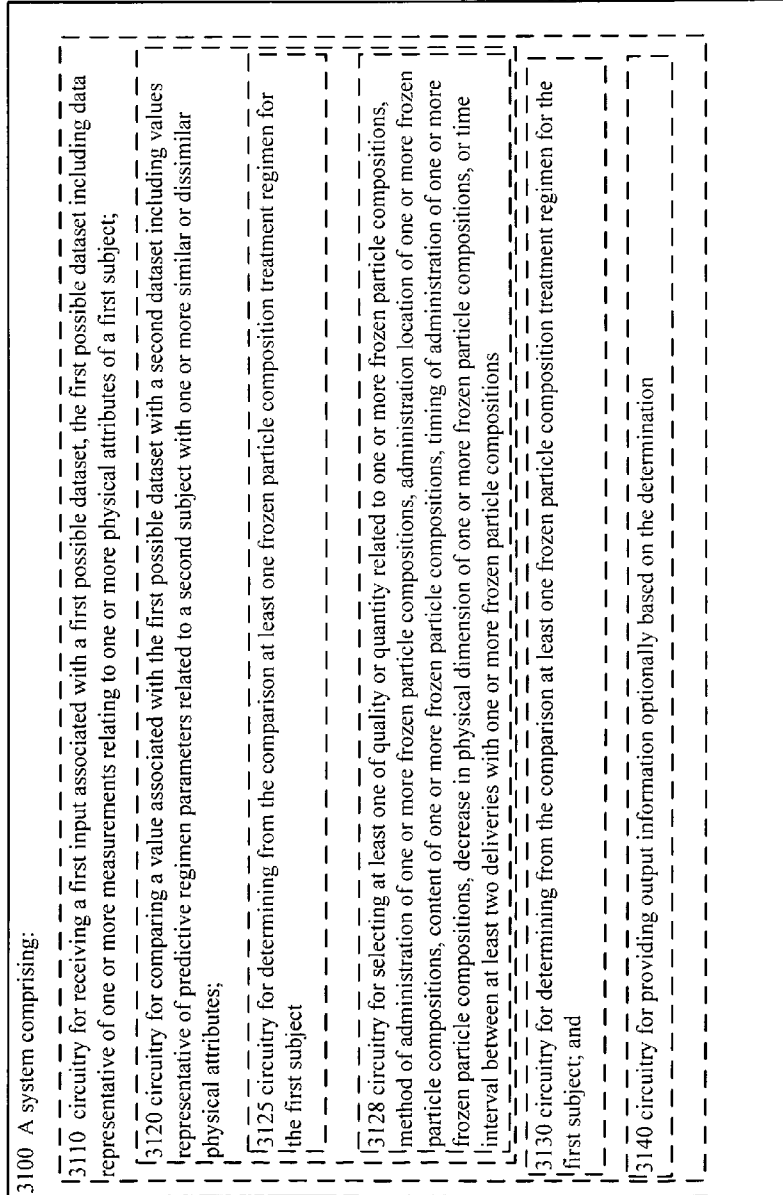 3100 A system comprising:
3110 circuitry for receiving a first input associated with a first possible dataset, the first possible dataset including data
representative of one or more measurements relating to one or more physical attributes of a first subject;
3120 circuitry for comparing a value associated with the first possible dataset with a second dataset including values
representative of predictive regimen parameters related to a second subject with one or more similar or dissimilar
physical attributes;
3125 circuitry for determining from the comparison at least one frozen particle composition treatment regimen for
the first subject
3128 circuitry for selecting at least one of quality or quantity related to one or more frozen particle compositions,
method of administration of one or more frozen particle compositions, administration location of one or more frozen
particle compositions, content of one or more frozen particle compositions, timing of administration of one or more
frozen particle compositions, decrease in physical dimension of one or more frozen particle compositions, or time
interval between at least two deliveries with one or more frozen particle compositions
3130 circuitry for determining from the comparison at least one frozen particle composition treatment regimen for the
first subject; and
3140 circuitry for providing output information optionally based on the determination